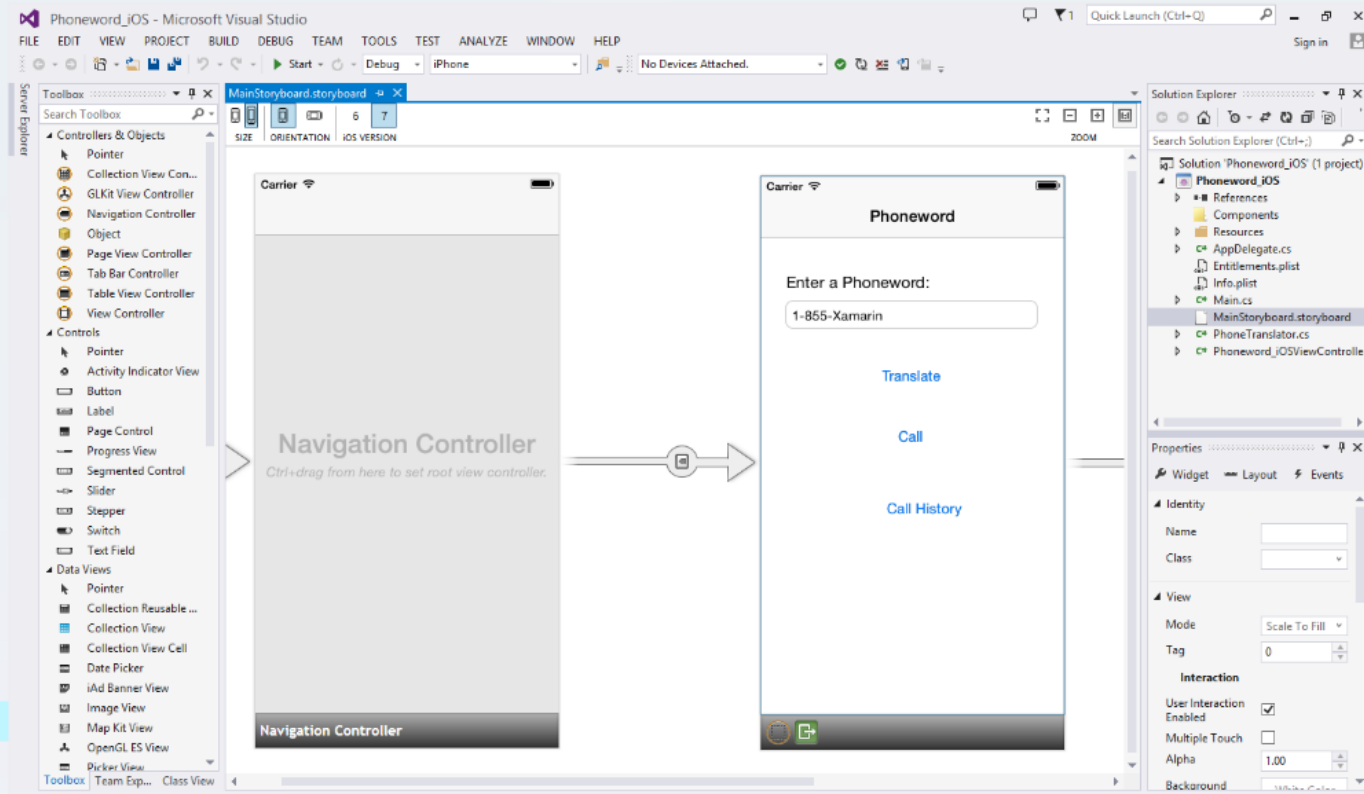 Phoneword_iOS - Microsoft Visual Studio
1
Quick Launch (Ctrl+Q)
FILE EDIT VIEW PROJECT BUILD DEBUG TEAM TOOLS TEST ANALYZE WINDOW HELP
Sign in
Start
Debug
iPhone
No Devices Attached.
Server Explorer
Toolbox
Search Toolbox
Controllers & Objects
Pointer
Collection View Con...
GLKit View Controller
Navigation Controller
Object
Page View Controller
Tab Bar Controller
Table View Controller
View Controller
Controls
Pointer
Activity Indicator View
Button
Label
Page Control
Progress View
Segmented Control
Slider
Stepper
Switch
Text Field
Data Views
Pointer
Collection Reusable ...
Collection View
Collection View Cell
Date Picker
iAd Banner View
Image View
Map Kit View
OpenGL ES View
Picker View
Toolbox Team Exp... Class View
MainStoryboard.storyboard
6 7
SIZE ORIENTATION iOS VERSION
ZOOM
Carrier
Navigation Controller
Ctrl+drag from here to set root view controller.
Navigation Controller
Carrier
Phoneword
Enter a Phoneword:
1-855-Xamarin
Translate
Call
Call History
Solution Explorer
Search Solution Explorer (Ctrl+;)
Solution 'Phoneword_iOS' (1 project)
Phoneword_iOS
References
Components
Resources
C# AppDelegate.cs
Entitlements.plist
Info.plist
C# Main.cs
MainStoryboard.storyboard
C# PhoneTranslator.cs
C# Phoneword_iOSViewControlle
Properties
Widget Layout Events
Identity
Name
Class
View
Mode
Scale To Fill
Tag
0
Interaction
User Interaction
Enabled
Multiple Touch
Alpha
1.00
Background
White Color